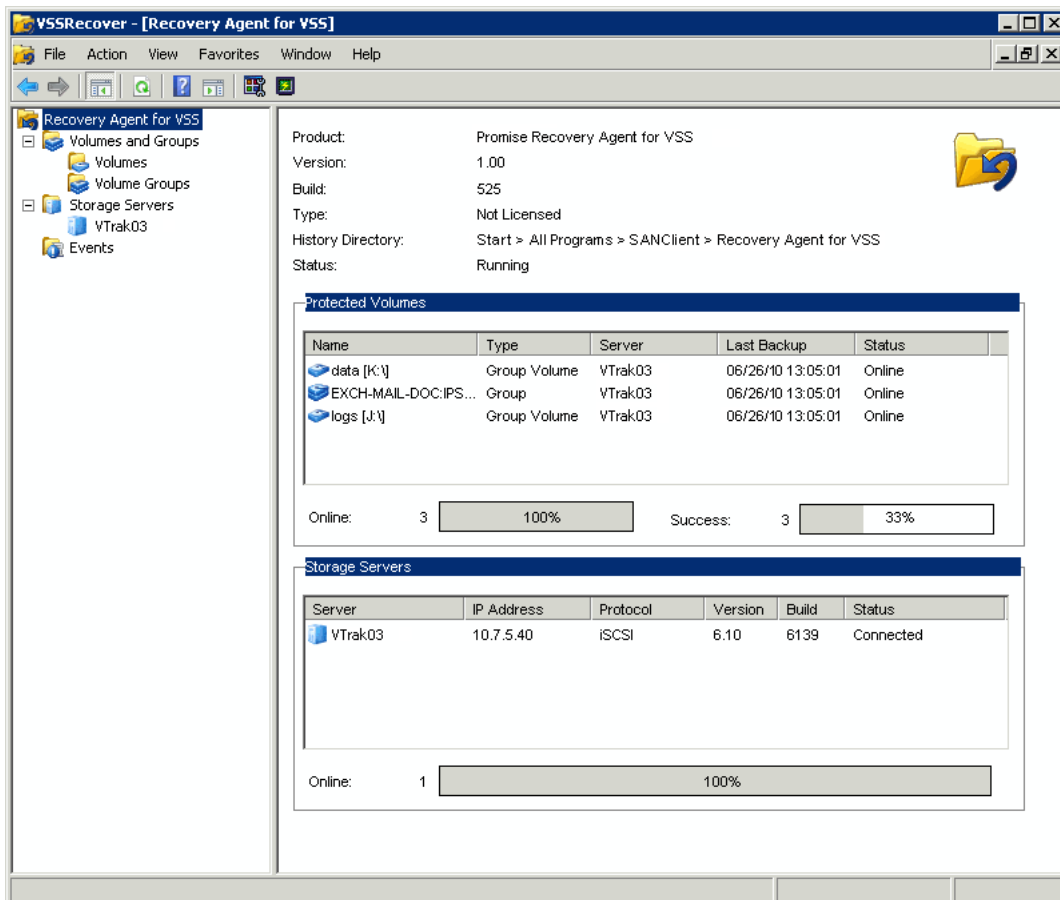 VSSRecover - [Recovery Agent for VSS]
File Action View Favorites Window Help
Recovery Agent for VSS
Volumes and Groups
Volumes
Volume Groups
Storage Servers
VTrak03
Events
Product: Promise Recovery Agent for VSS
Version: 1.00
Build: 525
Type: Not Licensed
History Directory: Start > All Programs > SANClient > Recovery Agent for VSS
Status: Running
Protected Volumes
Name Type Server Last Backup Status
data [K:\] Group Volume VTrak03 06/26/10 13:05:01 Online
EXCH-MAIL-DOC:IPS... Group VTrak03 06/26/10 13:05:01 Online
logs [J:\] Group Volume VTrak03 06/26/10 13:05:01 Online
Online: 3 100% Success: 3 33%
Storage Servers
Server IP Address Protocol Version Build Status
VTrak03 10.7.5.40 iSCSI 6.10 6139 Connected
Online: 1 100%